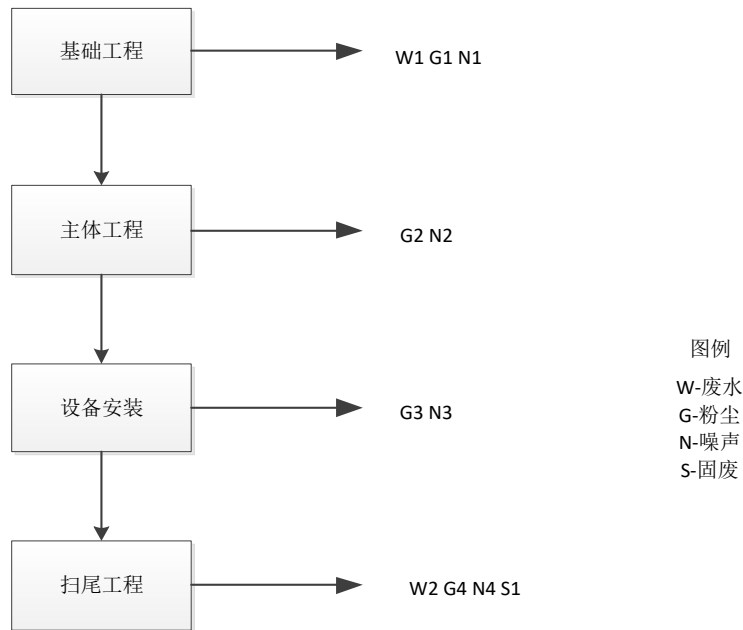 基础工程
W1 G1 N1
主体工程
G2 N2
设备安装
G3 N3
扫尾工程
W2 G4 N4 S1
图例
W-废水
G-粉尘
N-噪声
S-固废